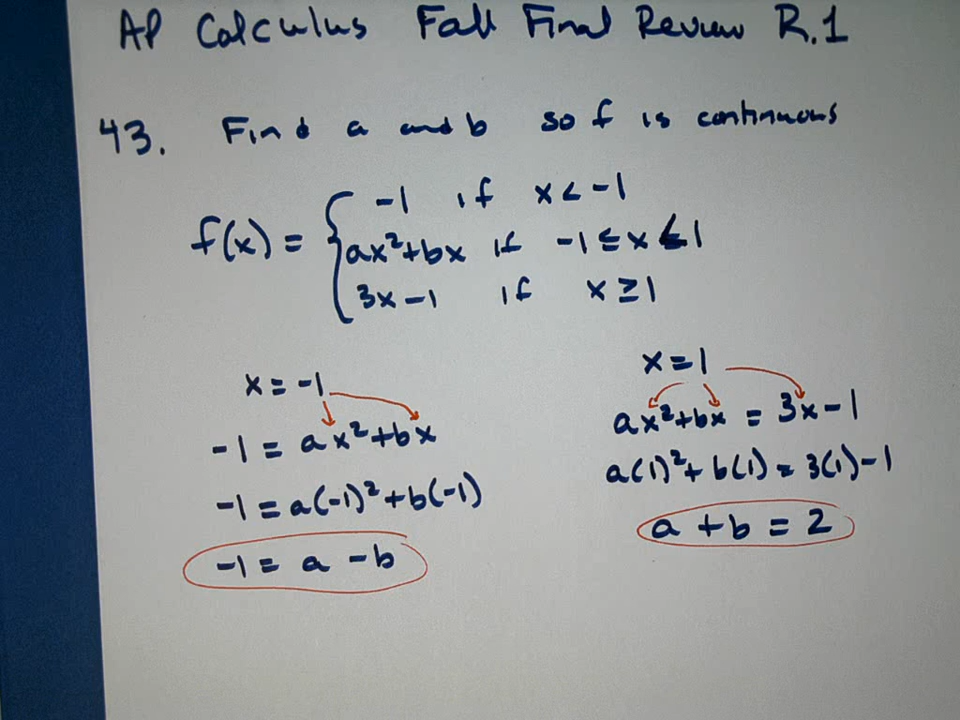 AP Calculus Fall Final Review R.1
43. Find a and b so f is continuous
f(x) = { -1 if x < -1
ax²+bx if -1 ≤ x < 1
3x-1 if x ≥ 1
x = -1
-1 = ax²+bx
-1 = a(-1)²+b(-1)
-1 = a - b
x = 1
ax²+bx = 3x-1
a(1)²+b(1) = 3(1)-1
a + b = 2